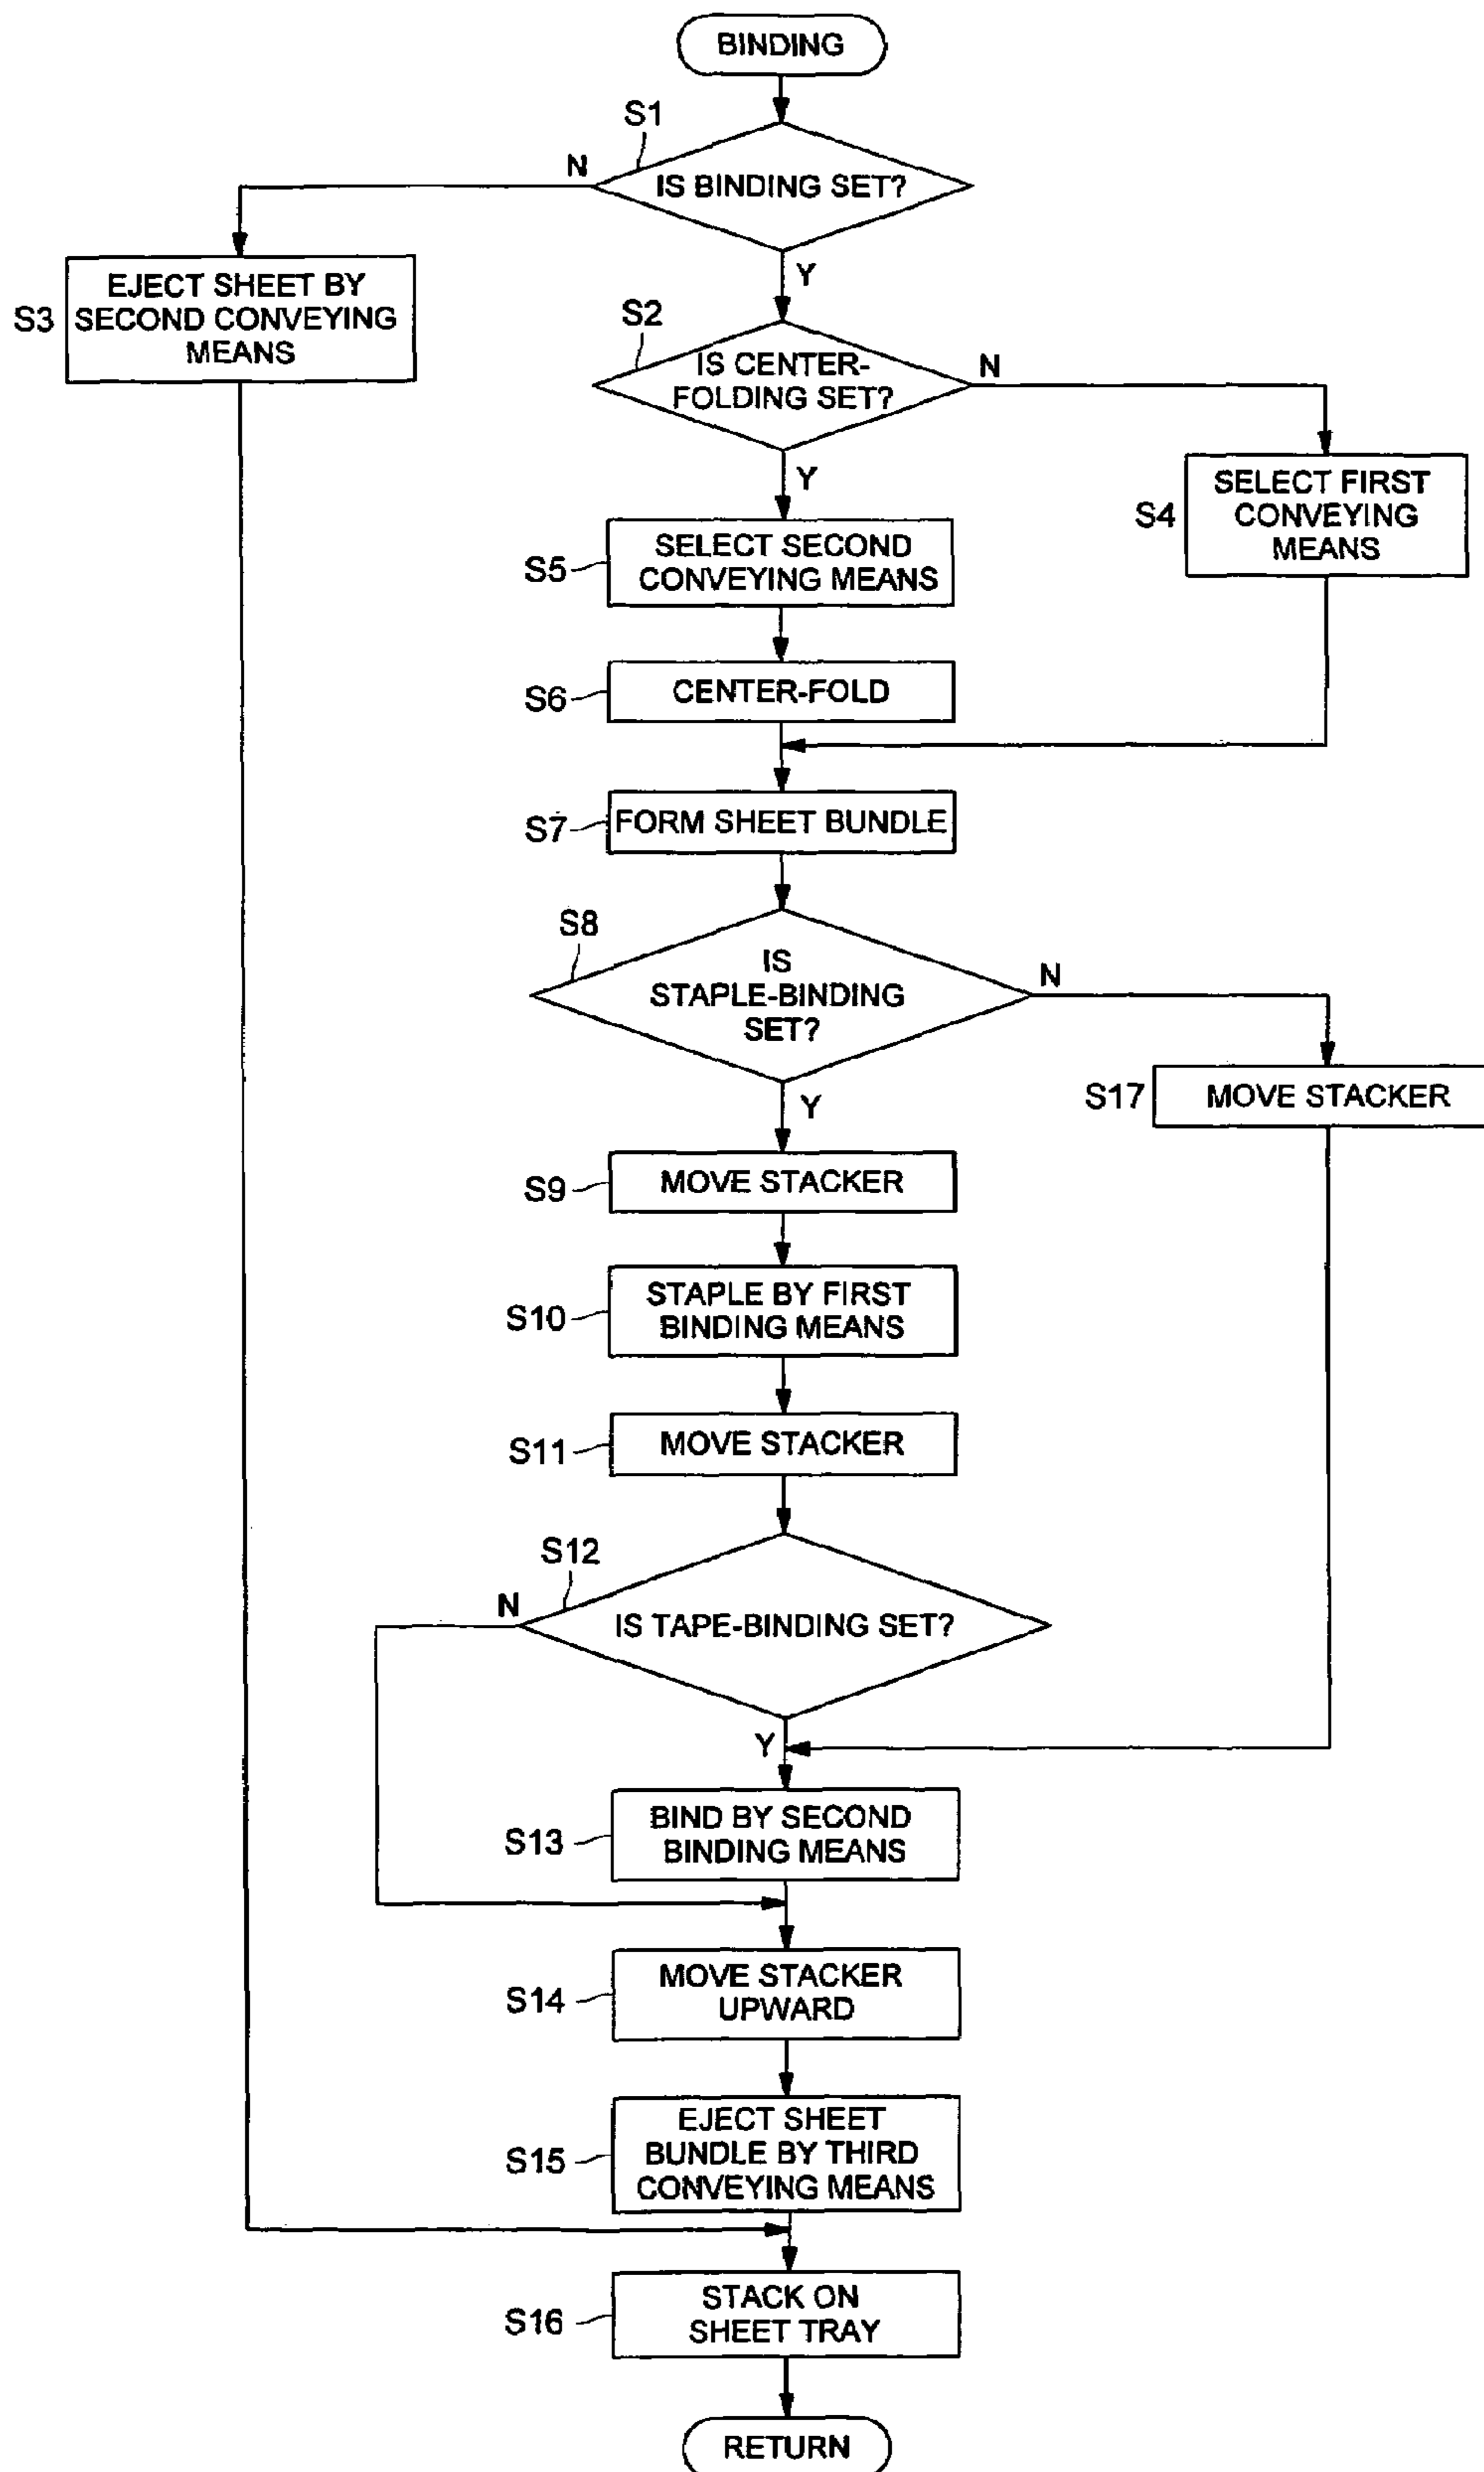 BINDING
S1
N
IS BINDING SET?
EJECT SHEET BY
SECOND CONVEYING
MEANS
S3
Y
S2
IS CENTER-
FOLDING SET?
N
SELECT FIRST
CONVEYING
MEANS
S4
Y
SELECT SECOND
CONVEYING MEANS
S5
CENTER-FOLD
S6
FORM SHEET BUNDLE
S7
S8
IS
STAPLE-BINDING
SET?
N
S17
MOVE STACKER
Y
MOVE STACKER
S9
STAPLE BY FIRST
BINDING MEANS
S10
MOVE STACKER
S11
S12
N
IS TAPE-BINDING SET?
Y
BIND BY SECOND
BINDING MEANS
S13
MOVE STACKER
UPWARD
S14
EJECT SHEET
BUNDLE BY THIRD
CONVEYING MEANS
S15
STACK ON
SHEET TRAY
S16
RETURN